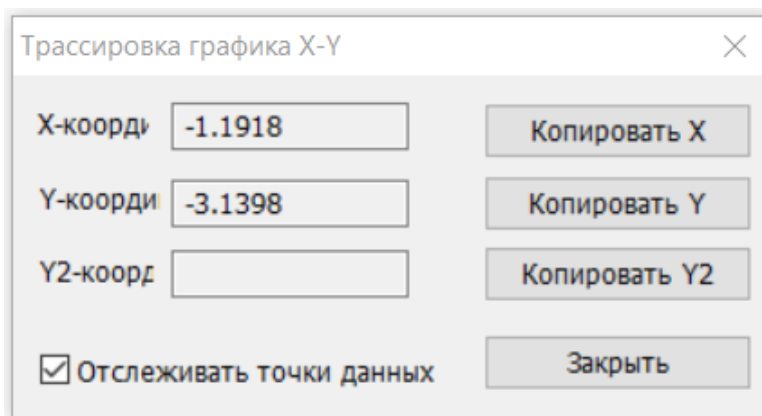 Трассировка графика X-Y
X-коорди -1.1918 Копировать X
Y-коорди -3.1398 Копировать Y
Y2-коорд Копировать Y2
Отслеживать точки данных Закрыть